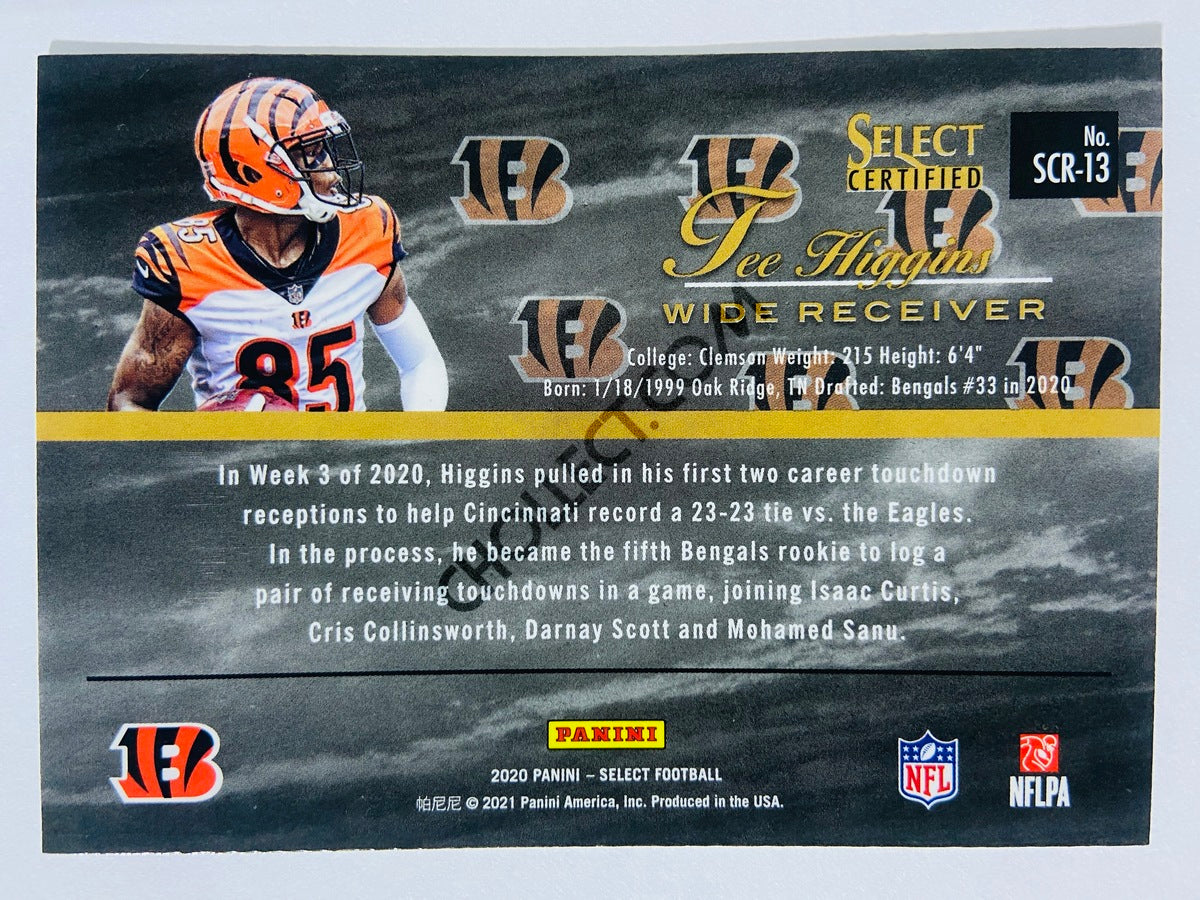 SELECT
CERTIFIED
No.
SCR-13
Tee Higgins
WIDE RECEIVER
College: Clemson Weight: 215 Height: 6'4"
Born: 1/18/1999 Oak Ridge, TN Drafted: Bengals #33 in 2020
85
85
CHOLLECT.COM
In Week 3 of 2020, Higgins pulled in his first two career touchdown
receptions to help Cincinnati record a 23-23 tie vs. the Eagles.
In the process, he became the fifth Bengals rookie to log a
pair of receiving touchdowns in a game, joining Isaac Curtis,
Cris Collinsworth, Darnay Scott and Mohamed Sanu.
B
PANINI
2020 PANINI – SELECT FOOTBALL
帕尼尼 © 2021 Panini America, Inc. Produced in the USA.
NFL
NFLPA